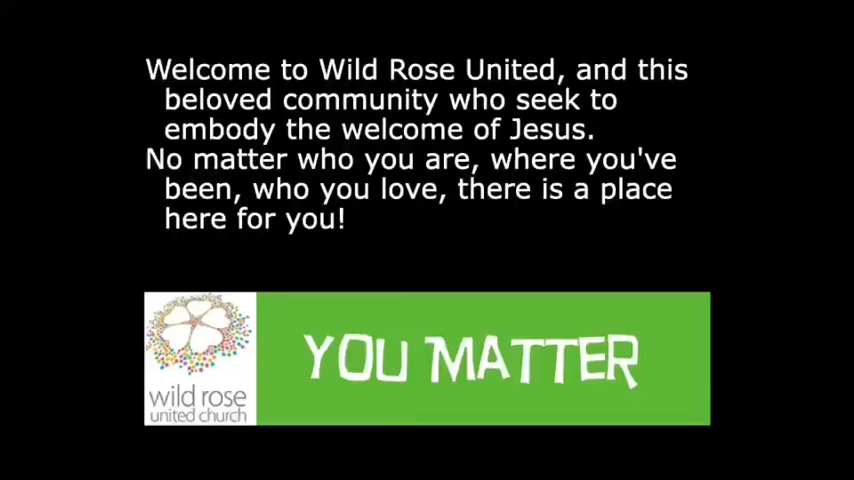 Welcome to Wild Rose United, and this
beloved community who seek to
embody the welcome of Jesus.
No matter who you are, where you've
been, who you love, there is a place
here for you!
YOU MATTER
wild rose
united church